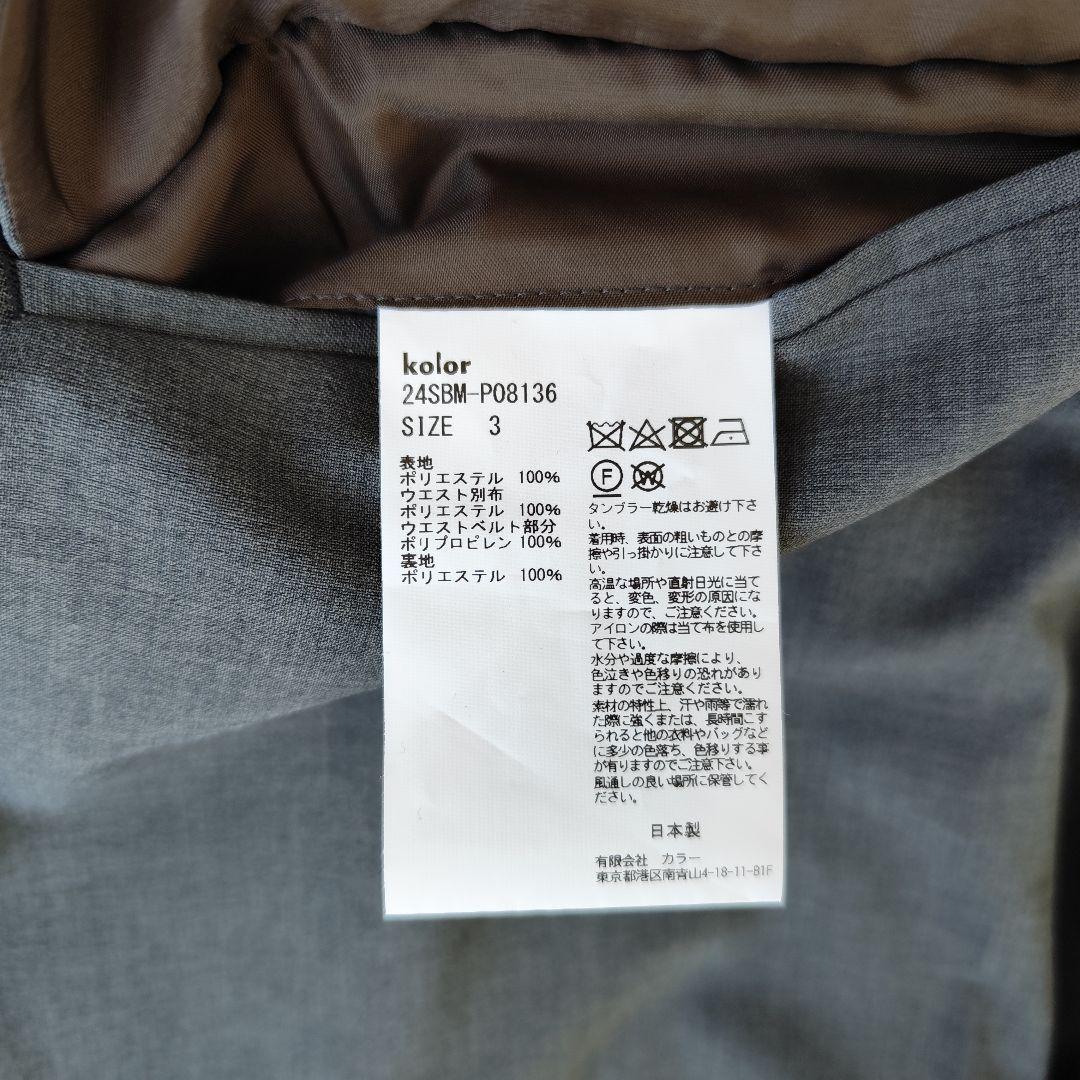 kolor
24SBM-P08136
SIZE 3
表地
ポリエステル 100%
ウエスト別布
ポリエステル 100%
ウエストベルト部分
ポリプロピレン 100%
裏地
ポリエステル 100%
F
W
タンブラー乾燥はお避け下さ
い。
着用時、表面の粗いものとの摩
擦や引っ掛かりに注意して下さ
い。
高温な場所や直射日光に当て
ると、変色、変形の原因にな
りますので、ご注意ください。
アイロンの際は当て布を使用し
て下さい。
水分や過度な摩擦により、
色泣きや色移りの恐れがあり
ますのでご注意ください。
素材の特性上、汗や雨等で濡れ
た際に強くまたは、長時間こす
られると他の衣料やバッグなど
に多少の色落ち、色移りする事
が有りますのでご注意下さい。
風通しの良い場所に保管してく
ださい。
日本製
有限会社 カラー
東京都港区南青山4-18-11-B1F